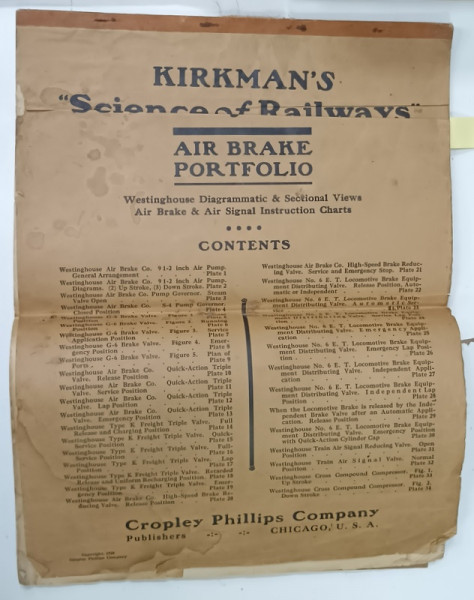 KIRKMAN'S
"Science of Railways"
AIR BRAKE
PORTFOLIO
Westinghouse Diagrammatic & Sectional Views
Air Brake & Air Signal Instruction Charts
CONTENTS
Westinghouse Air Brake Co. 9 1-2 inch Air Pump,
General Arrangement . . . . Plate 1
Westinghouse Air Brake Co. 9 1-2 inch Air Pump.
Diagrams. (2) Up Stroke, (3) Down Stroke. Plate 2
Westinghouse Air Brake Co. Pump Governor. Steam
Valve Open . . . . Plate 3
Westinghouse Air Brake Co. Pump Governor
Closed Position . . . . Plate 4
Westinghouse G-6 Brake Valve.
Position
Westinghouse G-6 Brake Valve. Figure 3. Service
Application Position . . . Plate 7
Westinghouse G-6 Brake Valve. Figure 4. Emer-
gency Position . . . . Plate 8
Westinghouse G-6 Brake Valve. Figure 5. Plan of
Ports . . . . Plate 9
Westinghouse Air Brake Co. Quick-Action Triple
Valve. Release Position . . . Plate 10
Westinghouse Air Brake Co. Quick-Action Triple
Valve. Service Position . . . Plate 11
Westinghouse Air Brake Co. Quick-Action Triple
Valve. Lap Position . . . Plate 12
Westinghouse Air Brake Co. Quick-Action Triple
Valve. Emergency Position . . . Plate 13
Westinghouse Type K Freight Triple Valve. Full
Release and Charging Position . . Plate 14
Westinghouse Type K Freight Triple Valve. Quick-
Service Position . . . . Plate 15
Westinghouse Type K Freight Triple Valve. Full-
Service Position . . . . Plate 16
Westinghouse Type K Freight Triple Valve. Lap
Position . . . . Plate 17
Westinghouse Type K Freight Triple Valve. Retarded
Release and Uniform Recharging Position. Plate 18
Westinghouse Type K Freight Triple Valve. Emer-
gency Position . . . . Plate 19
Westinghouse Air Brake Co. High-Speed Brake Re-
ducing Valve. Release Position . . Plate 20
Westinghouse Air Brake Co. High-Speed Brake Reduc-
ing Valve. Service and Emergency Stop. Plate 21
Westinghouse No. 6 E. T. Locomotive Brake Equip-
ment Distributing Valve. Release Position, Auto-
matic or Independent . . . Plate 22
Westinghouse No. 6 E. T. Locomotive Brake Equip-
ment Distributing Valve. Automatic Ser-
Westinghouse No. 6 E. T. Locomotive Brake Equip-
ment Distributing Valve. Emergency Appli-
cation . . . . Plate 25
Westinghouse No. 6 E. T. Locomotive Brake Equip-
ment Distributing Valve. Emergency Lap Posi-
tion . . . . Plate 26
Westinghouse No. 6 E. T. Locomotive Brake Equip-
ment Distributing Valve. Independent Appli-
cation . . . . Plate 27
Westinghouse No. 6 E. T. Locomotive Brake Equip-
ment Distributing Valve. Independent Lap
Position . . . . Plate 28
When the Locomotive Brake is released by the Inde-
pendent Brake Valve after an Automatic Appli-
cation. Release Position . . . Plate 29
Westinghouse No. 6 E. T. Locomotive Brake Equip-
ment Distributing Valve. Emergency Position
with Quick-Action Cylinder Cap . . Plate 30
Westinghouse Train Air Signal Reducing Valve. Open
Position . . . . Plate 31
Westinghouse Train Air Signal Valve. Normal
Position . . . . Plate 32
Westinghouse Cross Compound Compressor. Fig. 1.
Up Stroke . . . . Plate 33
Westinghouse Cross Compound Compressor. Fig. 2.
Down Stroke . . . . Plate 34
Cropley Phillips Company
Publishers -:- -:- CHICAGO, U. S. A.